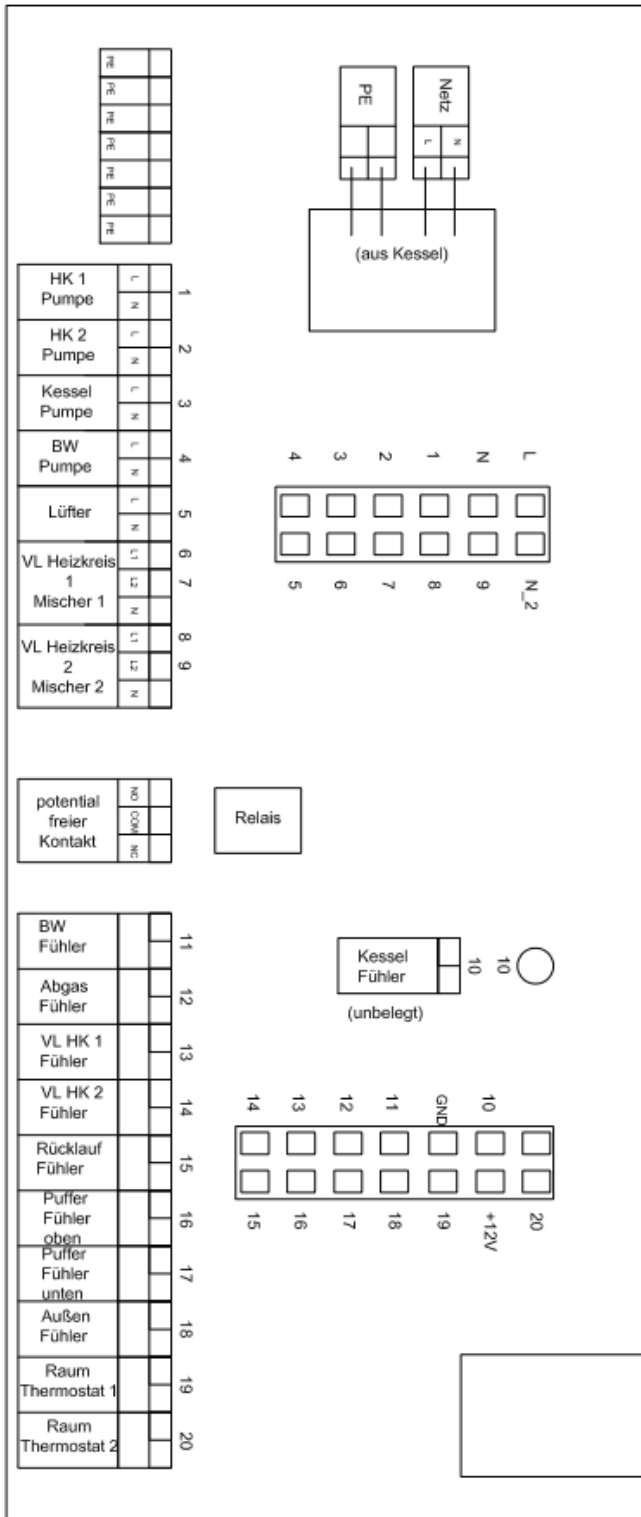 PE
PE
PE
PE
PE
PE
PE
PE
Netz
L
N
(aus Kessel)
HK 1
Pumpe
L
N
1
HK 2
Pumpe
L
N
2
Kessel
Pumpe
L
N
3
BW
Pumpe
L
N
4
Lüfter
L
N
5
VL Heizkreis
1
Mischer 1
L1
L2
N
6
7
VL Heizkreis
2
Mischer 2
L1
L2
N
8
9
4 3 2 1 N L
5 6 7 8 9 N_2
potential
freier
Kontakt
NO
COM
NC
Relais
BW
Fühler
11
Abgas
Fühler
12
VL HK 1
Fühler
13
VL HK 2
Fühler
14
Rücklauf
Fühler
15
Puffer
Fühler
oben
16
Puffer
Fühler
unten
17
Außen
Fühler
18
Raum
Thermostat 1
19
Raum
Thermostat 2
20
Kessel
Fühler
10
10
(unbelegt)
14 13 12 11 GND 10
15 16 17 18 19 +12V 20